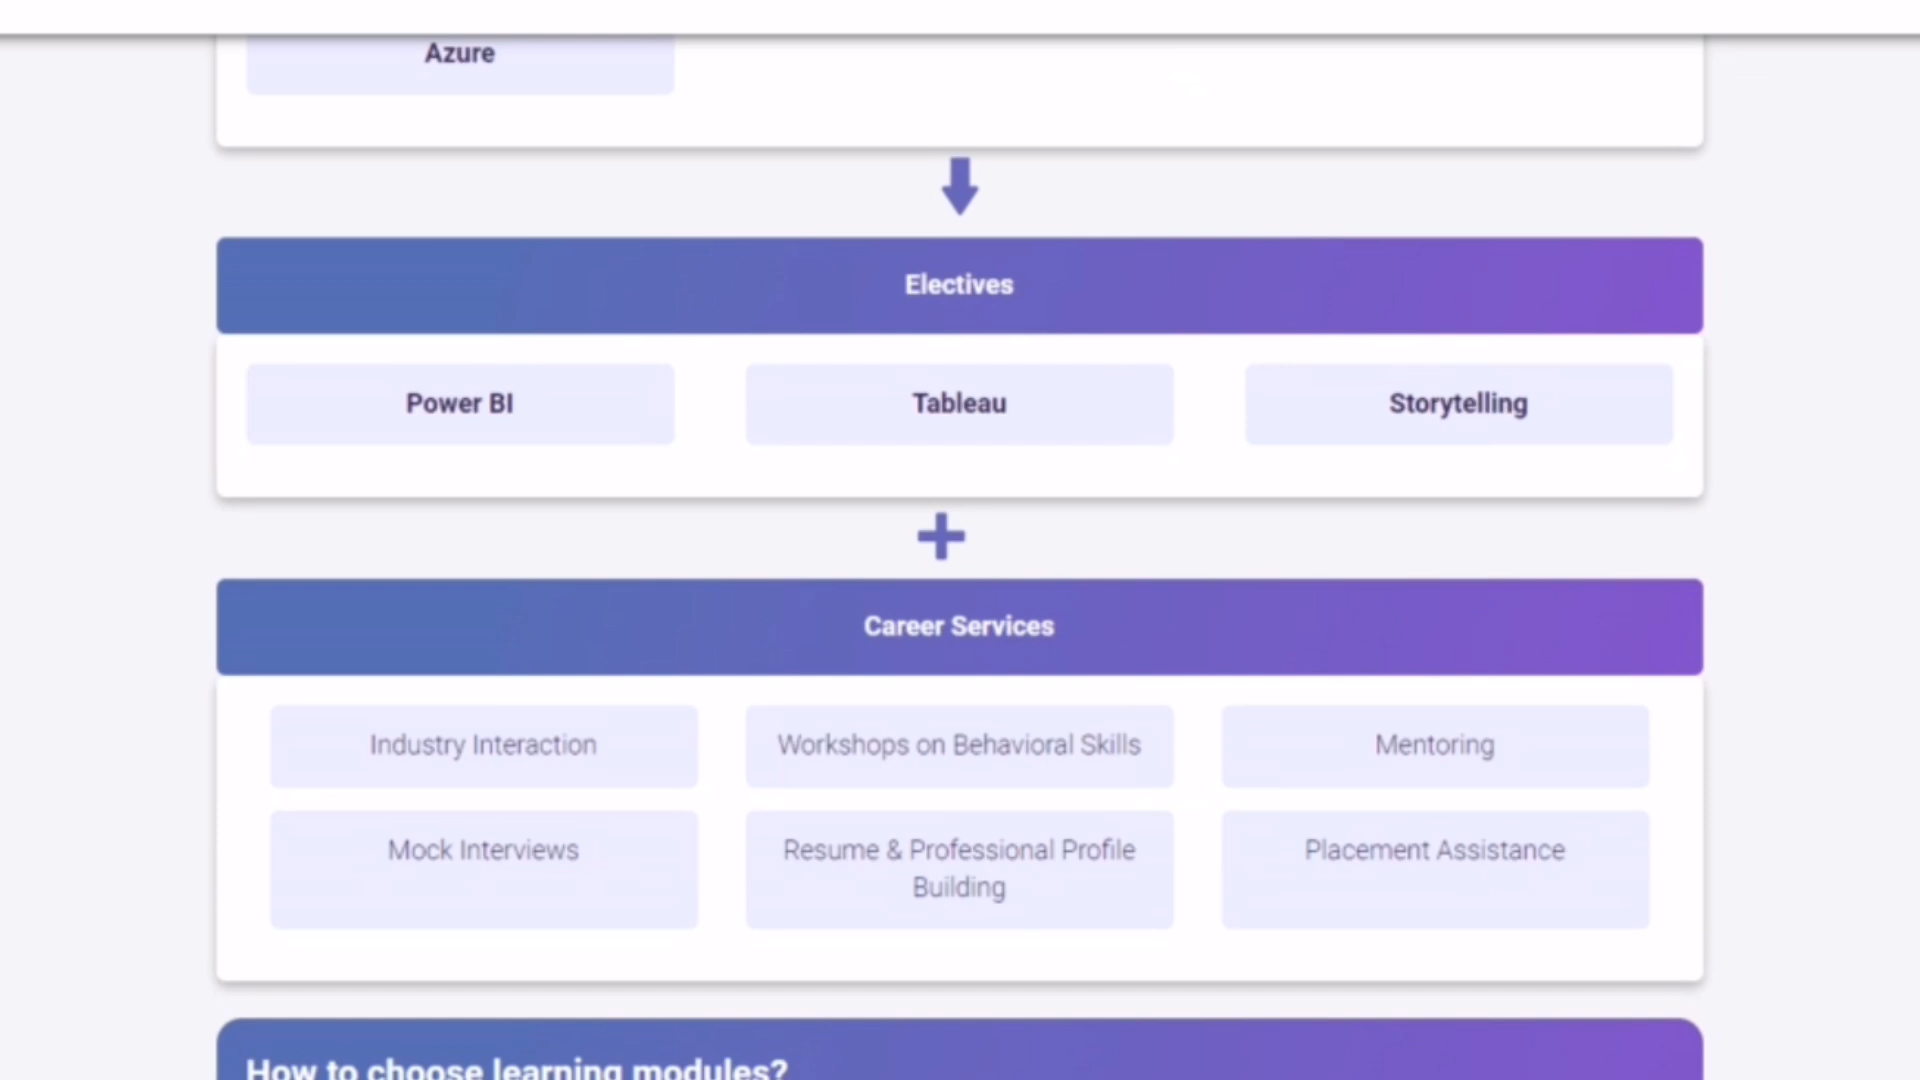 Azure
Electives
Power BI
Tableau
Storytelling
Career Services
Industry Interaction
Workshops on Behavioral Skills
Mentoring
Mock Interviews
Resume & Professional Profile
Building
Placement Assistance
How to choose learning modules?